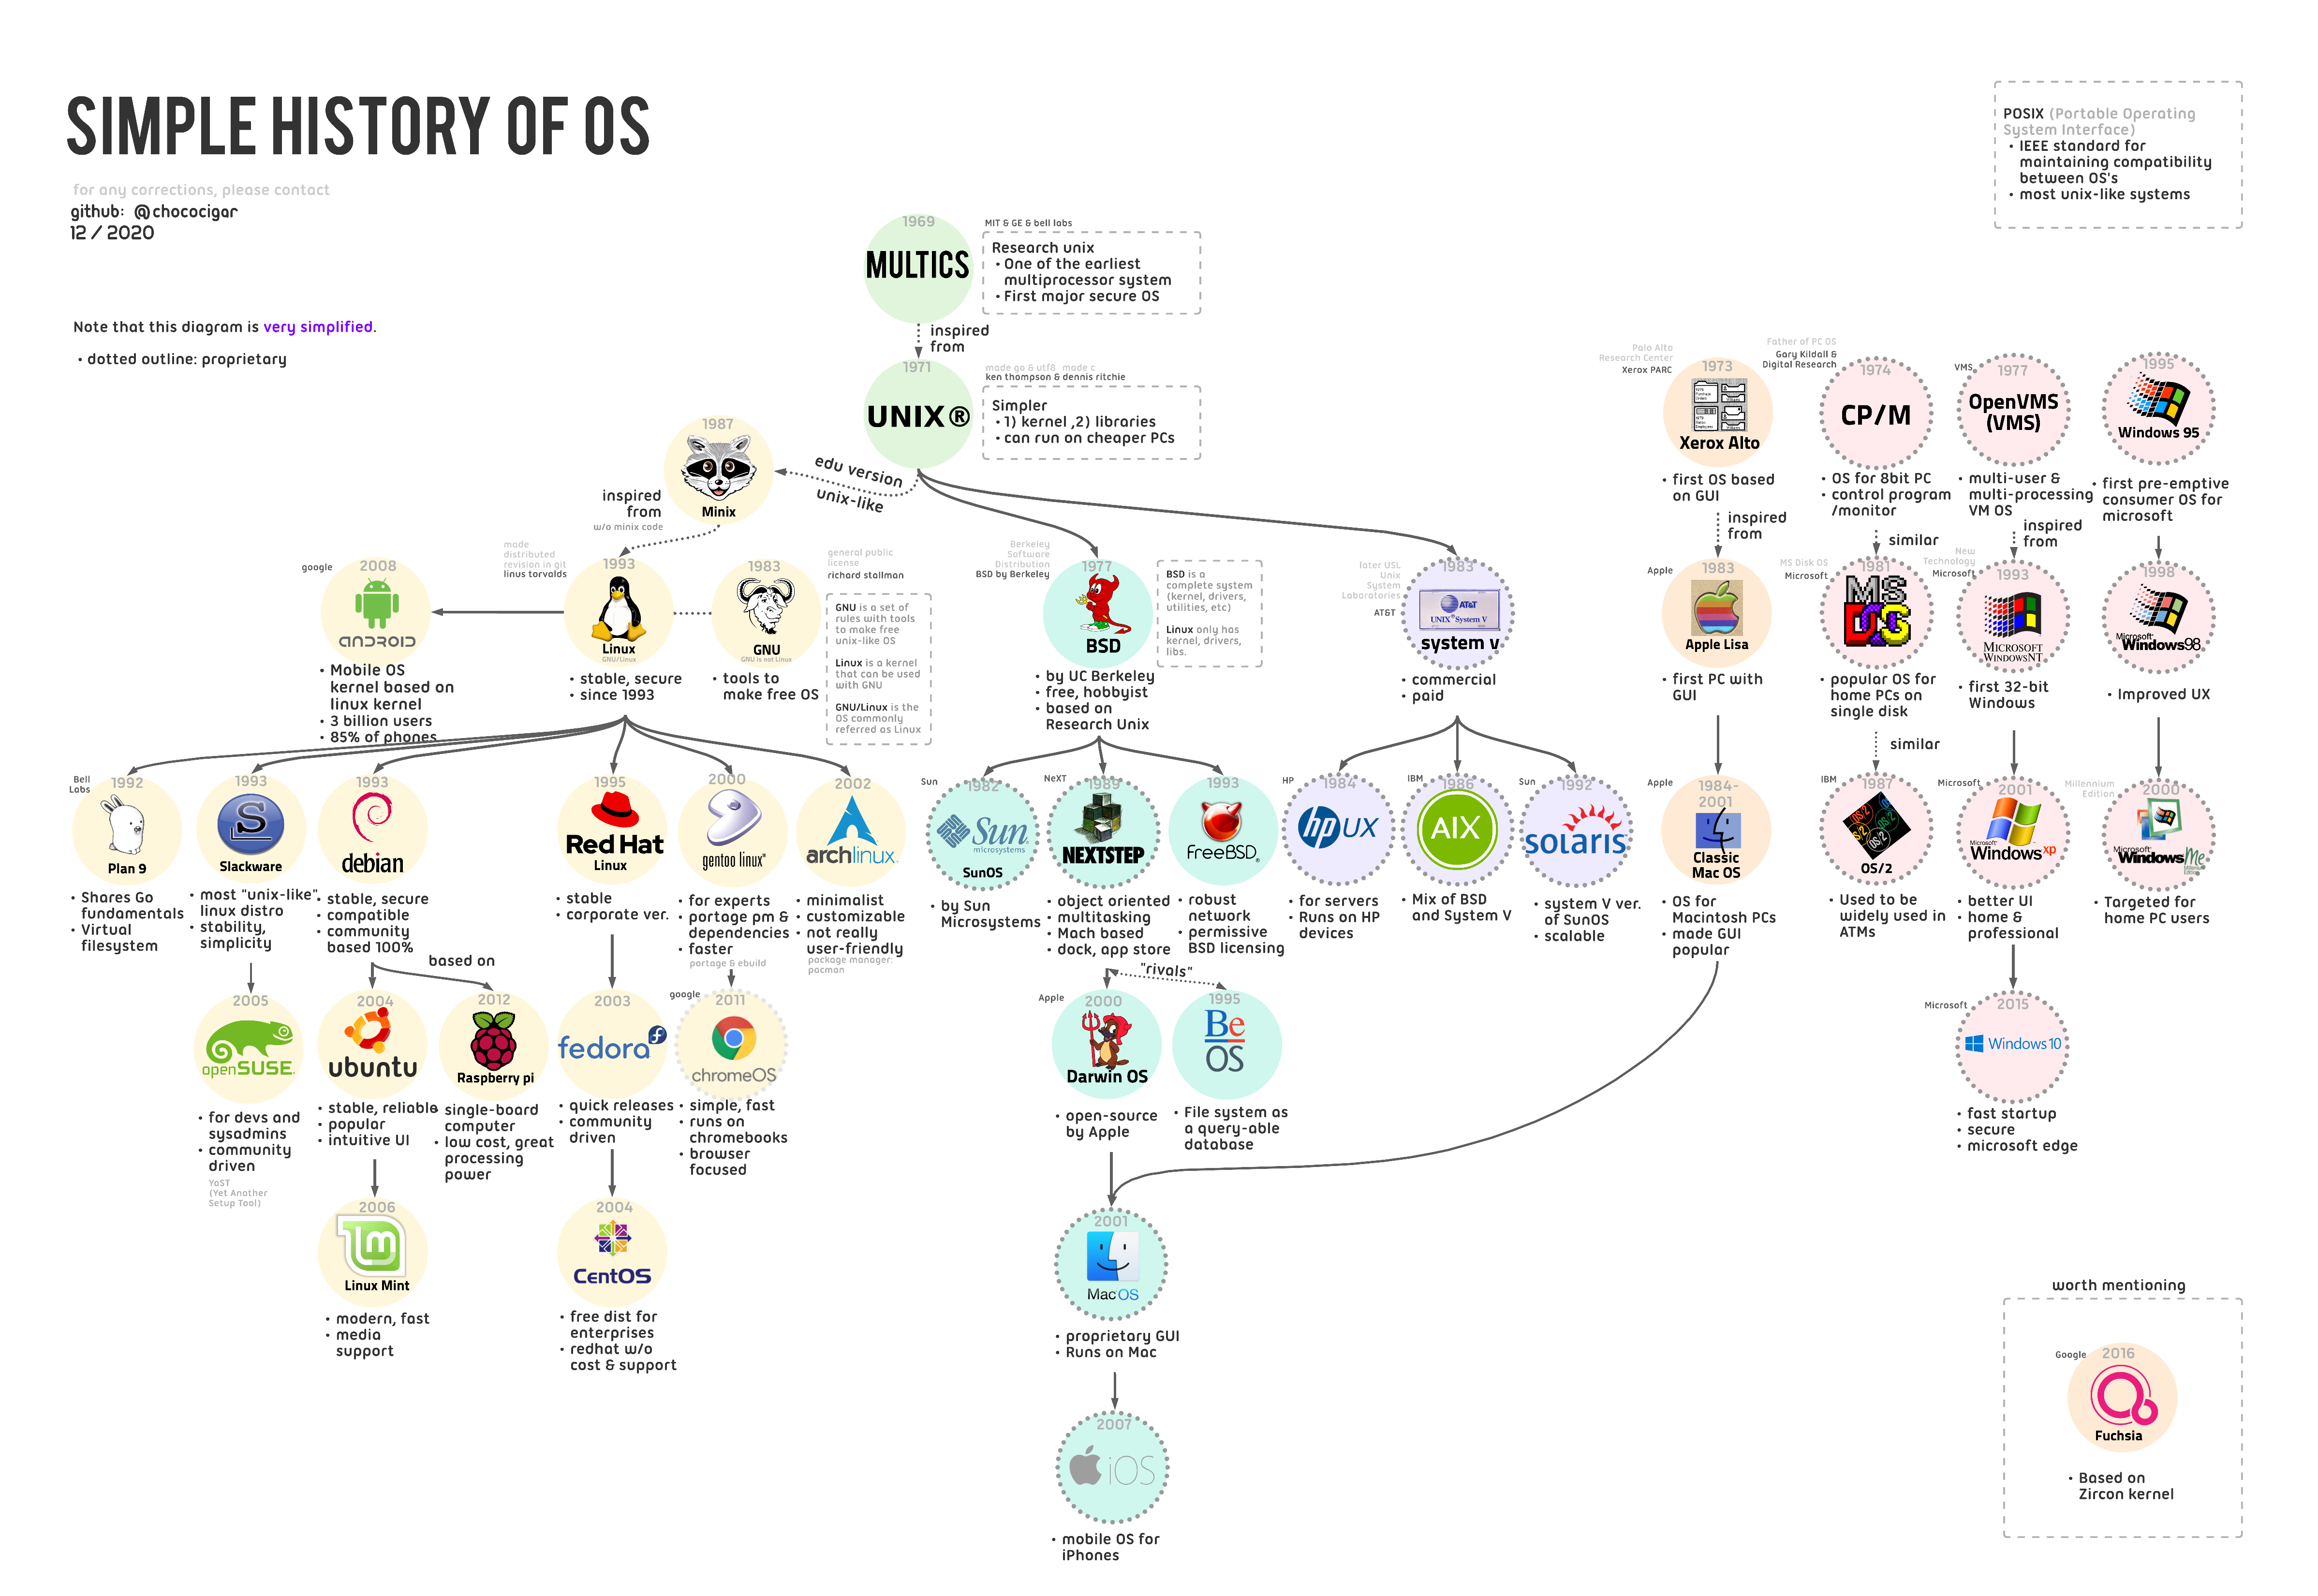 SIMPLE HISTORY OF OS
for any corrections, please contact
github: @chococigar
12 / 2020
Note that this diagram is very simplified.
• dotted outline: proprietary
POSIX (Portable Operating
System Interface)
• IEEE standard for
maintaining compatibility
between OS's
• most unix-like systems
1969
MULTICS
MIT & GE & bell labs
Research unix
• One of the earliest
multiprocessor system
• First major secure OS
inspired
from
1971
UNIX®
made go & utf8 made c
ken thompson & dennis ritchie
Simpler
• 1) kernel ,2) libraries
• can run on cheaper PCs
edu version
unix-like
1987
Minix
inspired
from
w/o minix code
google
2008
ANDROID
• Mobile OS
kernel based on
linux kernel
• 3 billion users
• 85% of phones
made
distributed
revision in git
linus torvalds
1993
Linux
GNU/Linux
• stable, secure
• since 1993
1983
GNU
GNU is not Linux
• tools to
make free OS
general public
license
richard stallman
GNU is a set of
rules with tools
to make free
unix-like OS
Linux is a kernel
that can be used
with GNU
GNU/Linux is the
OS commonly
referred as Linux
Berkeley
Software
Distribution
BSD by Berkeley
1977
BSD
BSD is a
complete system
(kernel, drivers,
utilities, etc)
Linux only has
kernel, drivers,
libs.
• by UC Berkeley
• free, hobbyist
• based on
Research Unix
later USL
Unix
System
Laboratories
AT&T
1983
AT&T
UNIX System V
system v
• commercial
• paid
Palo Alto
Research Center
Xerox PARC
1973
Xerox Alto
• first OS based
on GUI
inspired
from
Apple
1983
Apple Lisa
• first PC with
GUI
Apple
1984-
2001
Classic
Mac OS
• OS for
Macintosh PCs
• made GUI
popular
Father of PC OS
Gary Kildall &
Digital Research
1974
CP/M
• OS for 8bit PC
• control program
/monitor
similar
MS Disk OS
Microsoft
1981
MS
DOS
• popular OS for
home PCs on
single disk
similar
IBM
1987
OS/2
OS/2
• Used to be
widely used in
ATMs
VMS
1977
OpenVMS
(VMS)
• multi-user &
multi-processing
VM OS
inspired
from
New
Technology
Microsoft
1993
MICROSOFT
WINDOWS NT
• first 32-bit
Windows
Microsoft
2001
Microsoft
Windows xp
• better UI
• home &
professional
Microsoft
2015
Windows 10
• fast startup
• secure
• microsoft edge
1995
Windows 95
• first pre-emptive
consumer OS for
microsoft
1998
Microsoft
Windows98
• Improved UX
Millennium
Edition
2000
Microsoft
Windows Me
Millennium
Edition
• Targeted for
home PC users
Bell
Labs
1992
Plan 9
• Shares Go
fundamentals
• Virtual
filesystem
1993
S
Slackware
• most "unix-like"
linux distro
• stability,
simplicity
1993
debian
• stable, secure
• compatible
• community
based 100%
based on
1995
Red Hat
Linux
• stable
• corporate ver.
2000
gentoo linux
• for experts
• portage pm &
dependencies
• faster
portage & ebuild
2002
archlinux
• minimalist
• customizable
• not really
user-friendly
package manager:
pacman
Sun
1982
Sun
microsystems
SunOS
• by Sun
Microsystems
NeXT
1989
NEXTSTEP
• object oriented
• multitasking
• Mach based
• dock, app store
1993
FreeBSD
• robust
network
• permissive
BSD licensing
HP
1984
hp UX
• for servers
• Runs on HP
devices
IBM
1986
AIX
• Mix of BSD
and System V
Sun
1992
solaris
• system V ver.
of SunOS
• scalable
2005
openSUSE
• for devs and
sysadmins
• community
driven
YaST
(Yet Another
Setup Tool)
2004
ubuntu
• stable, reliable
• popular
• intuitive UI
2012
Raspberry pi
• single-board
computer
• low cost, great
processing
power
2003
fedora f
• quick releases
• community
driven
google
2011
chromeOS
• simple, fast
• runs on
chromebooks
• browser
focused
"rivals"
Apple
2000
Darwin OS
• open-source
by Apple
1995
Be
OS
• File system as
a query-able
database
2006
lm
Linux Mint
• modern, fast
• media
support
2004
CentOS
• free dist for
enterprises
• redhat w/o
cost & support
2001
MacOS
• proprietary GUI
• Runs on Mac
2007
iOS
• mobile OS for
iPhones
worth mentioning
Google
2016
Fuchsia
• Based on
Zircon kernel